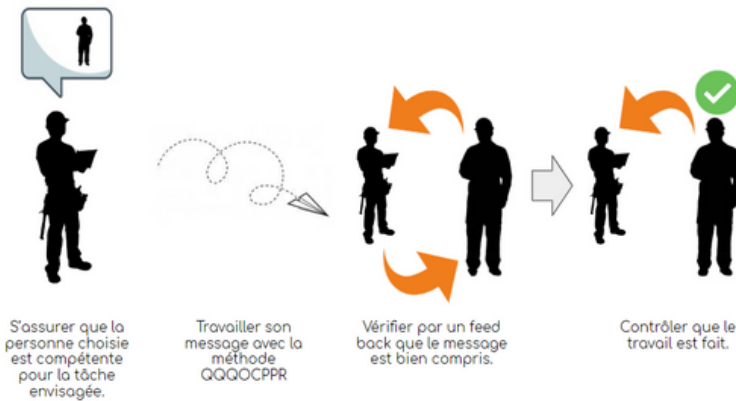 S'assurer que la
personne choisie
est compétente
pour la tâche
envisagée.
Travailler son
message avec la
méthode
QQQOCPPR
Vérifier par un feed
back que le message
est bien compris.
Contrôler que le
travail est fait.